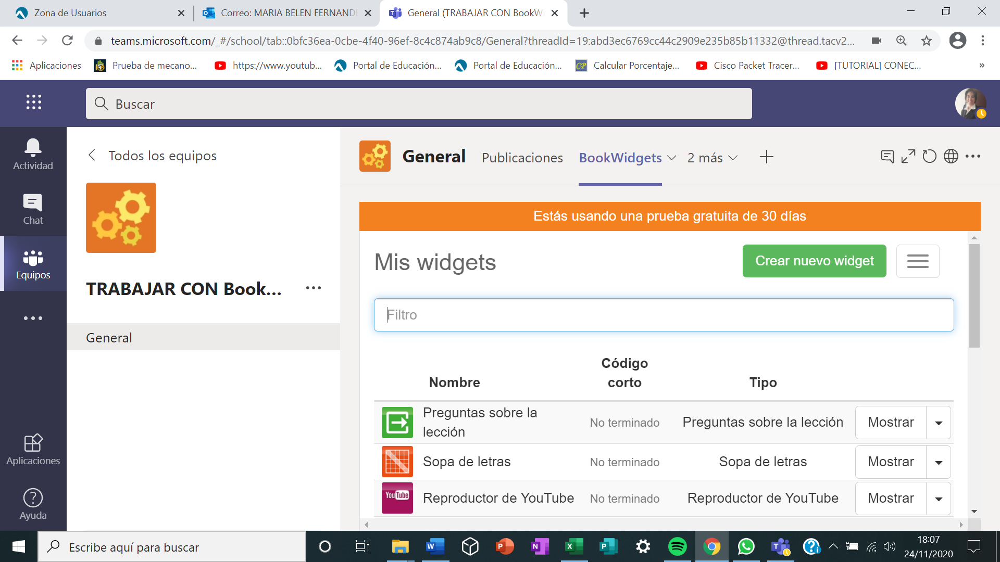 Zona de Usuarios
Correo: MARIA BELEN FERNANDE
General (TRABAJAR CON BookWi
teams.microsoft.com/_#/school/tab::0bfc36ea-0cbe-4f40-96ef-8c4c874ab9c8/General?threadId=19:abd3ec6769cc44c2909e235b85b11332@thread.tacv2...
Aplicaciones
Prueba de mecano...
https://www.youtub...
Portal de Educación...
Portal de Educación...
Calcular Porcentaje...
Cisco Packet Tracer...
[TUTORIAL] CONEC...
»
Buscar
Actividad
Chat
Equipos
Aplicaciones
Ayuda
Todos los equipos
TRABAJAR CON Book...
General
General
Publicaciones
BookWidgets
2 más
Estás usando una prueba gratuita de 30 días
Mis widgets
Crear nuevo widget
Filtro
Nombre
Código
corto
Tipo
Preguntas sobre la
lección
No terminado
Preguntas sobre la lección
Mostrar
Sopa de letras
No terminado
Sopa de letras
Mostrar
YouTube
Reproductor de YouTube
No terminado
Reproductor de YouTube
Mostrar
Escribe aquí para buscar
18:07
24/11/2020